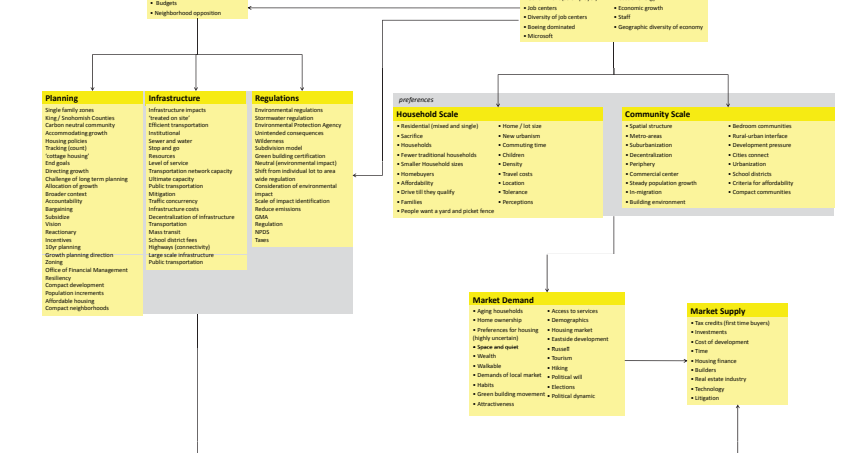 • Budgets
• Neighborhood opposition
• Job centers
• Diversity of job centers
• Boeing dominated
• Microsoft
• Economic growth
• Staff
• Geographic diversity of economy
Planning
Single family zones
King / Snohomish Counties
Carbon neutral community
Accommodating growth
Housing policies
Tracking (count)
'cottage housing'
End goals
Directing growth
Challenge of long term planning
Allocation of growth
Broader context
Accountability
Bargaining
Subsidize
Vision
Reactionary
Incentives
10yr planning
Growth planning direction
Zoning
Office of Financial Management
Resiliency
Compact development
Population increments
Affordable housing
Compact neighborhoods
Infrastructure
Infrastructure impacts
'treated on site'
Efficient transportation
Institutional
Sewer and water
Stop and go
Resources
Level of service
Transportation network capacity
Ultimate capacity
Public transportation
Mitigation
Traffic concurrency
Infrastructure costs
Decentralization of infrastructure
Transportation
Mass transit
School district fees
Highways (connectivity)
Large scale infrastructure
Public transportation
Regulations
Environmental regulations
Stormwater regulation
Environmental Protection Agency
Unintended consequences
Wilderness
Subdivision model
Green building certification
Neutral (environmental impact)
Shift from individual lot to area
wide regulation
Consideration of environmental
impact
Scale of impact identification
Reduce emissions
GMA
Regulation
NPDS
Taxes
preferences
Household Scale
• Residential (mixed and single)
• Sacrifice
• Households
• Fewer traditional households
• Smaller Household sizes
• Homebuyers
• Affordability
• Drive till they qualify
• Families
• People want a yard and picket fence
• Home / lot size
• New urbanism
• Commuting time
• Children
• Density
• Travel costs
• Location
• Tolerance
• Perceptions
Community Scale
• Spatial structure
• Metro-areas
• Suburbanization
• Decentralization
• Periphery
• Commercial center
• Steady population growth
• In-migration
• Building environment
• Bedroom communities
• Rural-urban interface
• Development pressure
• Cities connect
• Urbanization
• School districts
• Criteria for affordability
• Compact communities
Market Demand
• Aging households
• Home ownership
• Preferences for housing
(highly uncertain)
• Space and quiet
• Wealth
• Walkable
• Demands of local market
• Habits
• Green building movement
• Attractiveness
• Access to services
• Demographics
• Housing market
• Eastside development
• Russell
• Tourism
• Hiking
• Political will
• Elections
• Political dynamic
Market Supply
• Tax credits (first time buyers)
• Investments
• Cost of development
• Time
• Housing finance
• Builders
• Real estate industry
• Technology
• Litigation